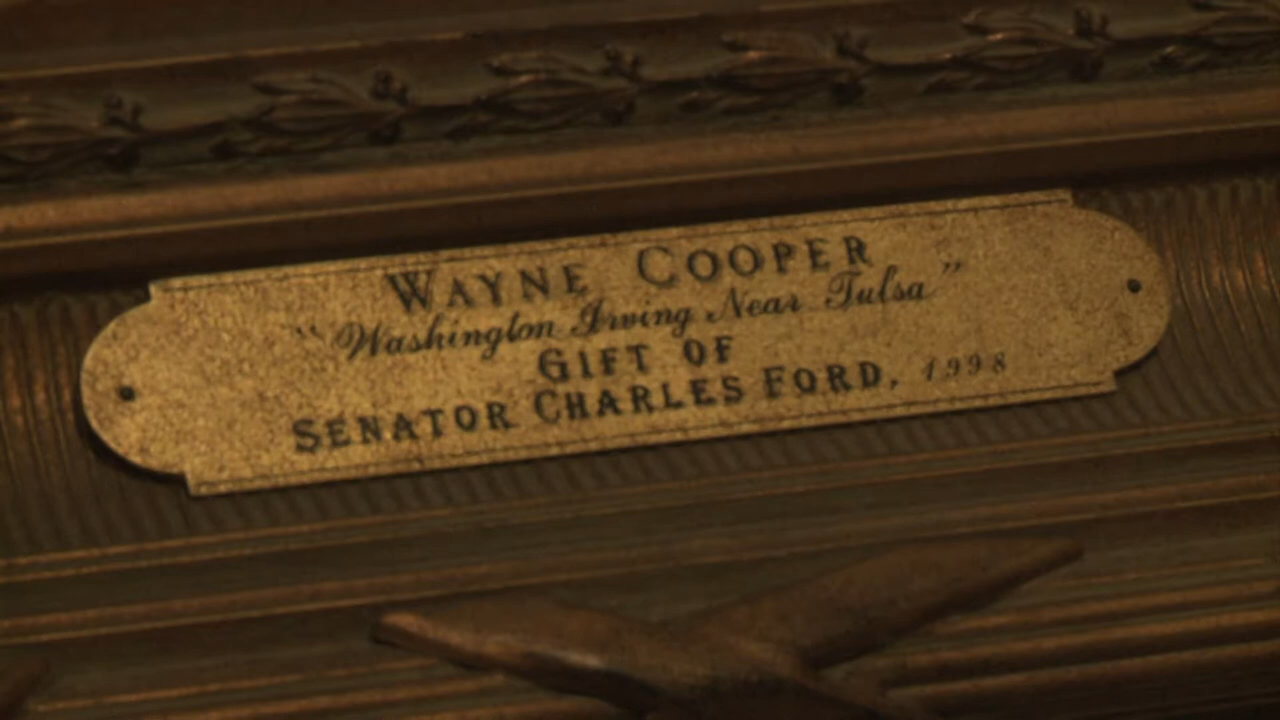 WAYNE COOPER
“Washington Irving Near Tulsa”
GIFT OF
SENATOR CHARLES FORD, 1998